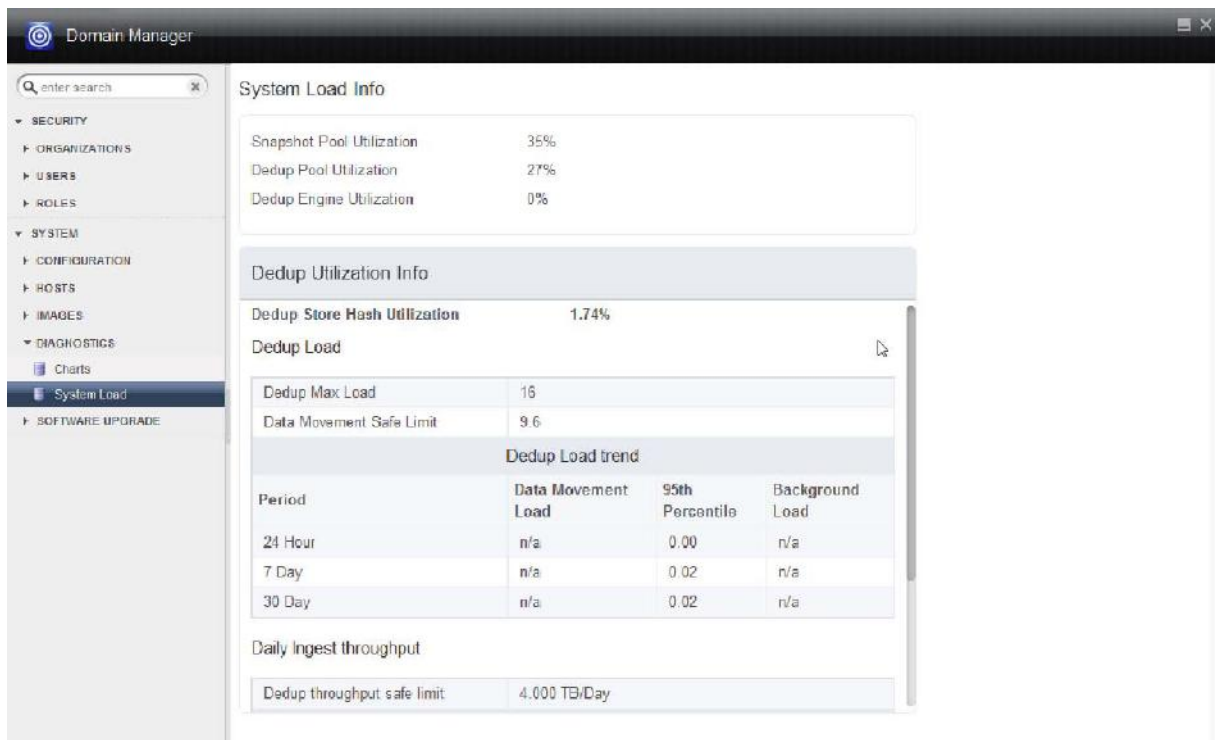 Domain Manager
enter search
SECURITY
ORGANIZATIONS
USERS
ROLES
SYSTEM
CONFIGURATION
HOSTS
IMAGES
DIAGNOSTICS
Charts
System Load
SOFTWARE UPGRADE
System Load Info
Snapshot Pool Utilization 35%
Dedup Pool Utilization 27%
Dedup Engine Utilization 0%
Dedup Utilization Info
Dedup Store Hash Utilization 1.74%
Dedup Load
Dedup Max Load 16
Data Movement Safe Limit 9.6
Dedup Load trend
Period Data Movement Load 95th Percentile Background Load
24 Hour n/a 0.00 n/a
7 Day n/a 0.02 n/a
30 Day n/a 0.02 n/a
Daily Ingest throughput
Dedup throughput safe limit 4.000 TB/Day